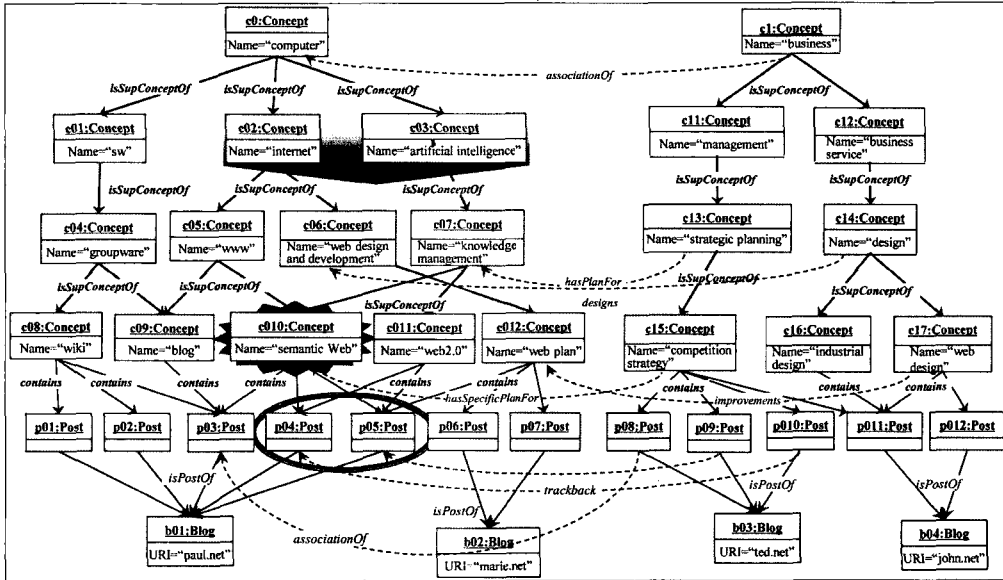 c0:Concept
Name="computer"
c1:Concept
Name="business"
associationOf
isSupConceptOf
isSupConceptOf
isSupConceptOf
isSupConceptOf
isSupConceptOf
c01:Concept
Name="sw"
c02:Concept
Name="internet"
c03:Concept
Name="artificial intelligence"
c11:Concept
Name="management"
c12:Concept
Name="business
service"
isSupConceptOf
isSupConceptOf
isSupConceptOf
isSupConceptOf
isSupConceptOf
c04:Concept
Name="groupware"
c05:Concept
Name="www"
c06:Concept
Name="web design
and development"
c07:Concept
Name="knowledge
management"
c13:Concept
Name="strategic planning"
c14:Concept
Name="design"
hasPlanFor
designs
isSupConceptOf
isSupConceptOf
isSupConceptOf
isSupConceptOf
isSupConceptOf
c08:Concept
Name="wiki"
c09:Concept
Name="blog"
c010:Concept
Name="semantic Web"
c011:Concept
Name="web2.0"
c012:Concept
Name="web plan"
c15:Concept
Name="competition
strategy"
c16:Concept
Name="industrial
design"
c17:Concept
Name="web
design"
contains
contains
contains
contains
contains
contains
contains
contains
contains
hasSpecificPlanFor
improvements
p01:Post
p02:Post
p03:Post
p04:Post
p05:Post
p06:Post
p07:Post
p08:Post
p09:Post
p010:Post
p011:Post
p012:Post
isPostOf
trackback
isPostOf
isPostOf
isPostOf
associationOf
b01:Blog
URI="paul.net"
b02:Blog
URI="marie.net"
b03:Blog
URI="ted.net"
b04:Blog
URI="john.net"